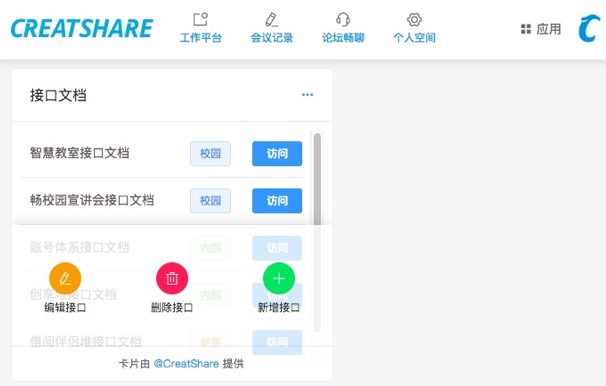 CREATSHARE
工作平台
会议记录
论坛畅聊
个人空间
应用
接口文档
智慧教室接口文档 校园 访问
畅校园宣讲会接口文档 校园 访问
账号体系接口文档 内部 访问
编辑接口
删除接口
新增接口
创享堆接口文档 内部 访问
借阅伴侣堆接口文档 访问
卡片由 @CreatShare 提供